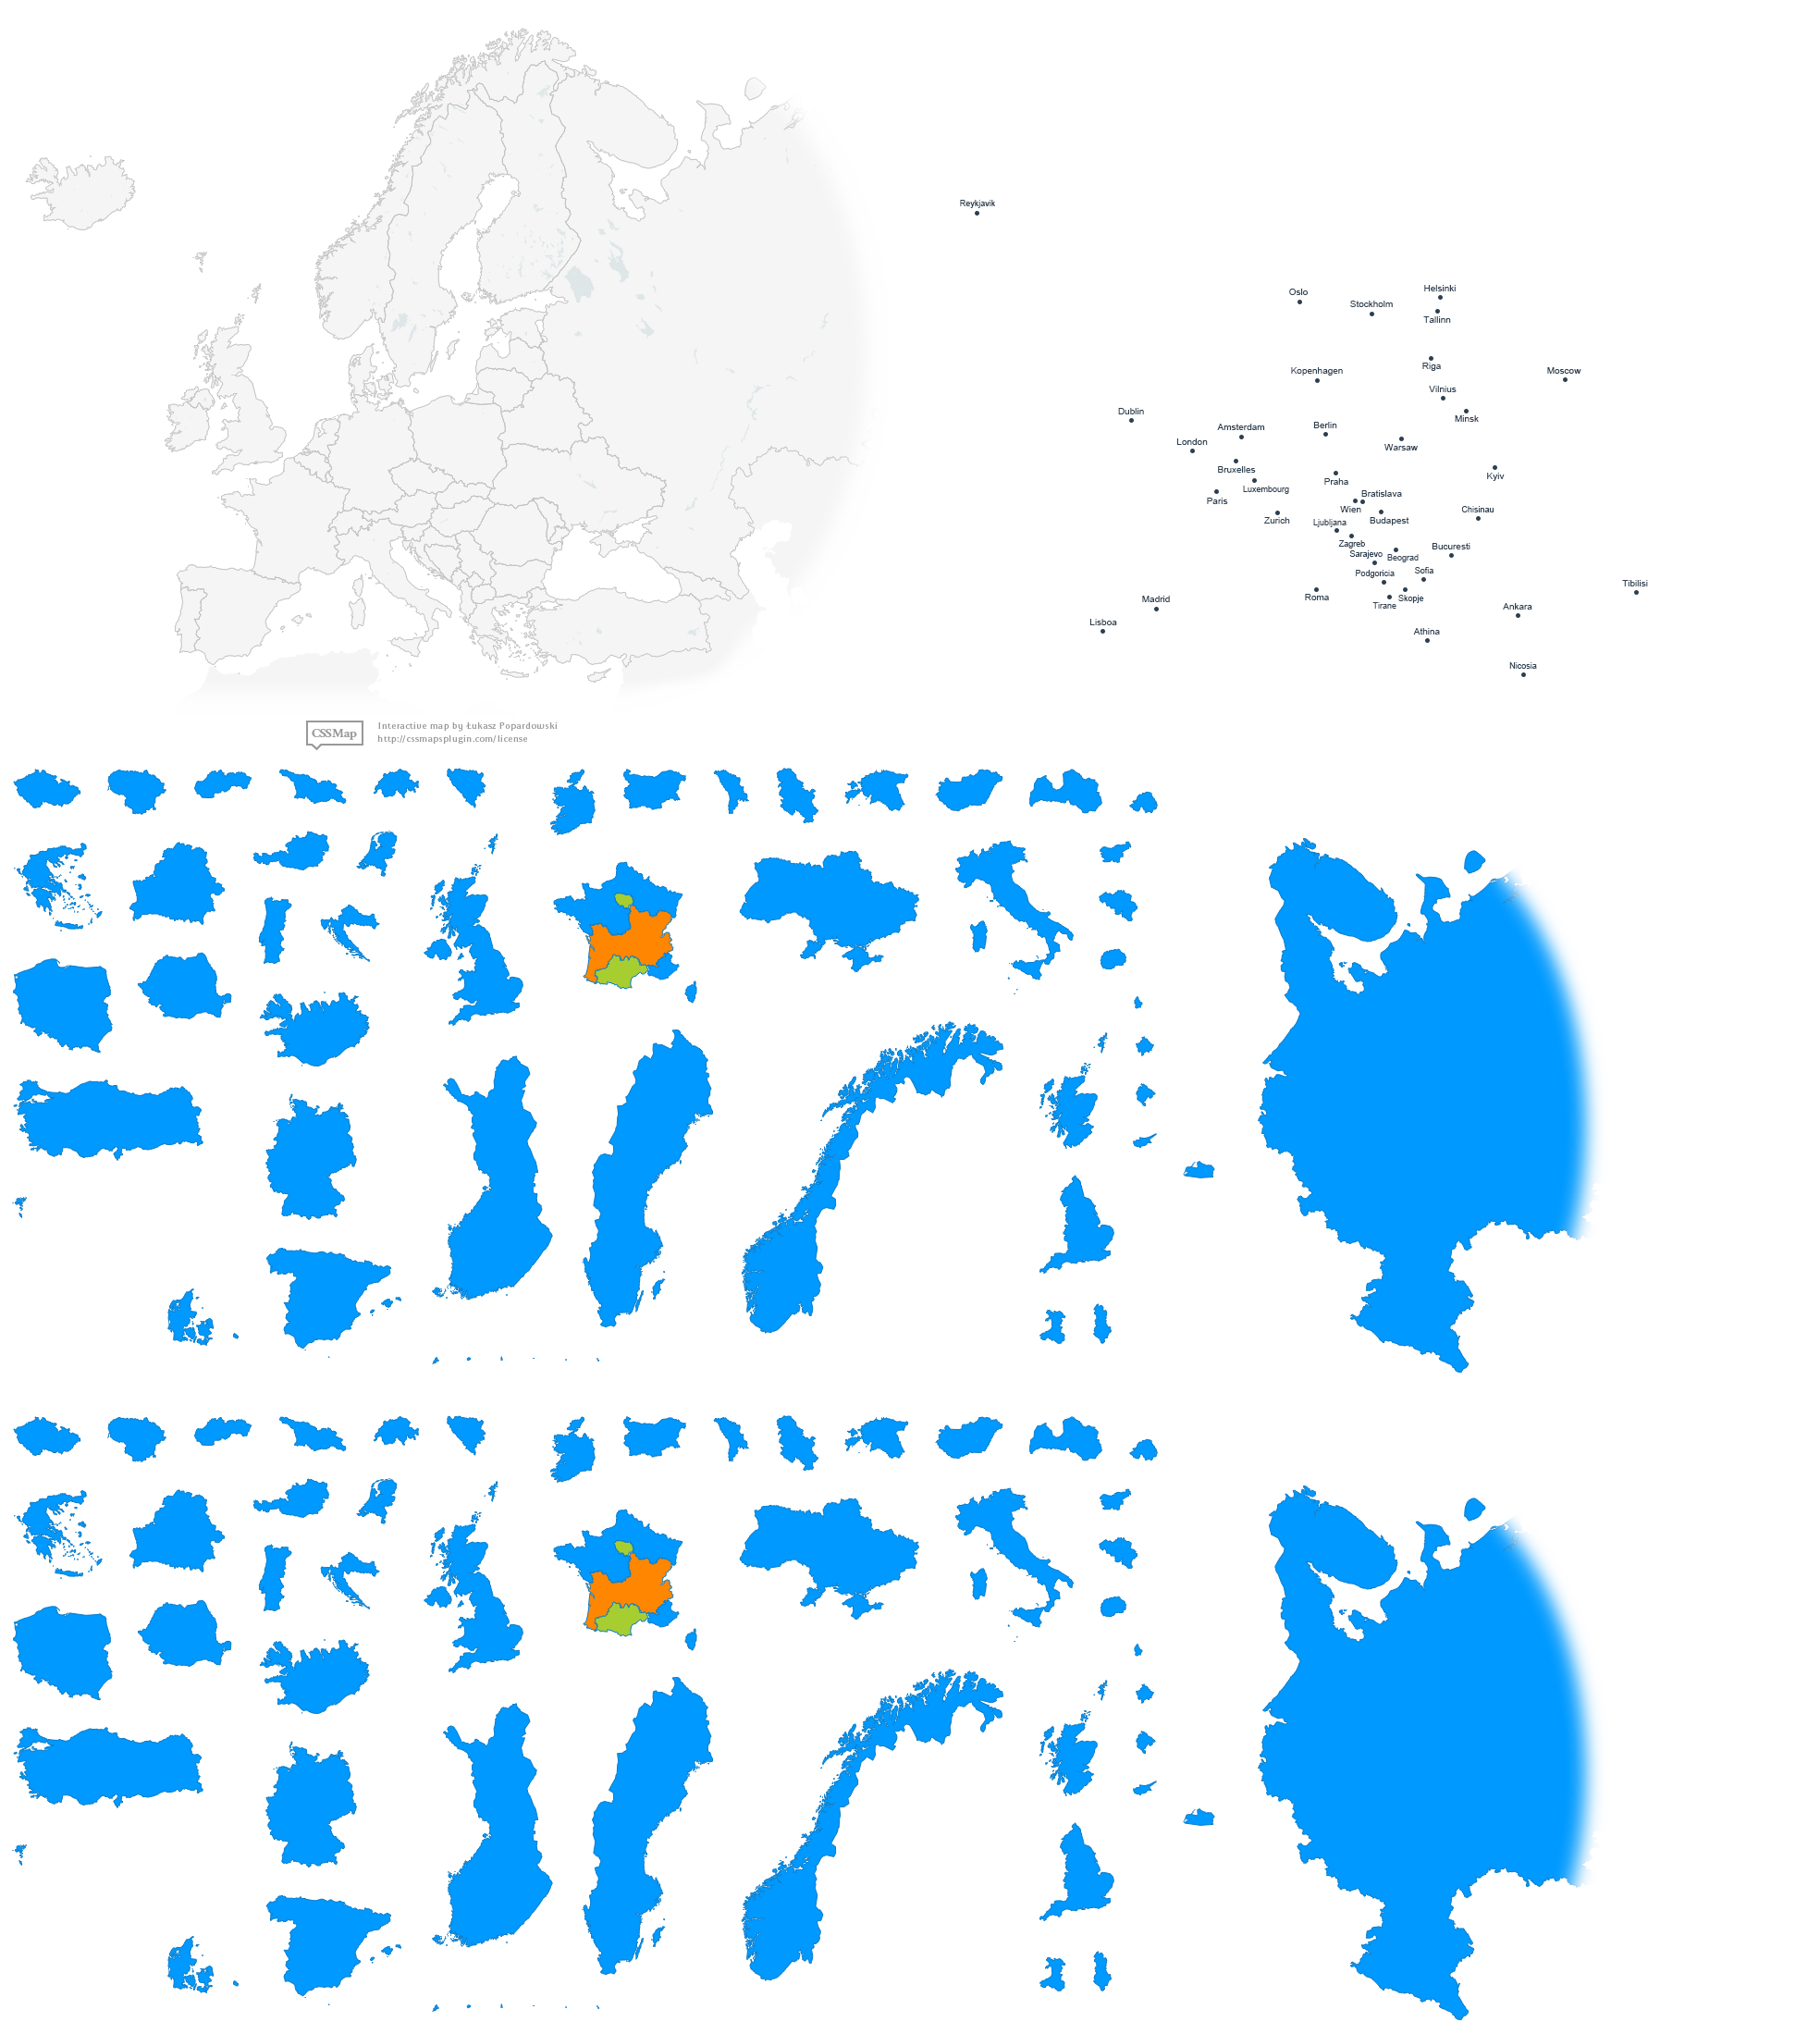 Reykjavik
Helsinki
Oslo
Stockholm
Tallinn
Riga
Kopenhagen
Moscow
Vilnius
Dublin
Minsk
Amsterdam
Berlin
London
Warsaw
Bruxelles
Kyiv
Praha
Luxembourg
Bratislava
Paris
Wien
Chisinau
Zurich
Budapest
Ljubljana
Zagreb
Bucuresti
Sarajevo
Beograd
Sofia
Podgoricia
Tibilisi
Roma
Skopje
Madrid
Tirane
Ankara
Lisboa
Athina
Nicosia
CSSMap
Interactive map by Łukasz Popardowski
http://cssmapsplugin.com/license